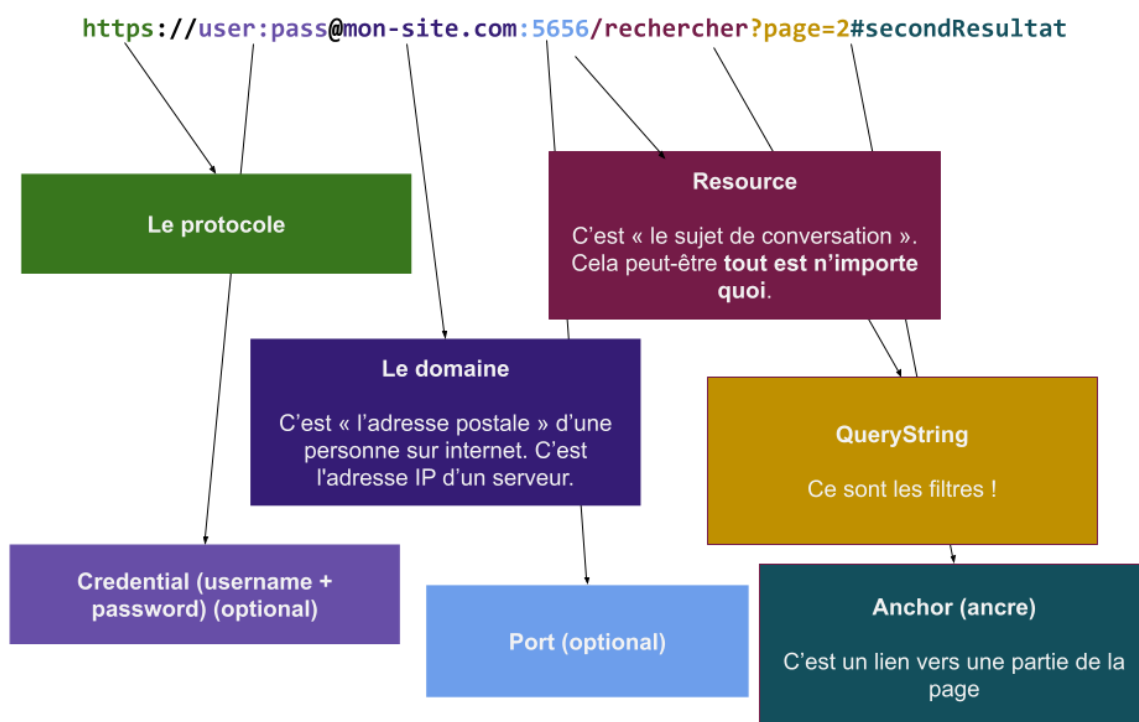 https://user:pass@mon-site.com:5656/rechercher?page=2#secondResultat
Resource
C'est « le sujet de conversation ».
Cela peut-être tout est n'importe
quoi.
Le protocole
Le domaine
C'est « l'adresse postale » d'une
personne sur internet. C'est
l'adresse IP d'un serveur.
QueryString
Ce sont les filtres !
Credential (username +
password) (optional)
Port (optional)
Anchor (ancre)
C'est un lien vers une partie de la
page